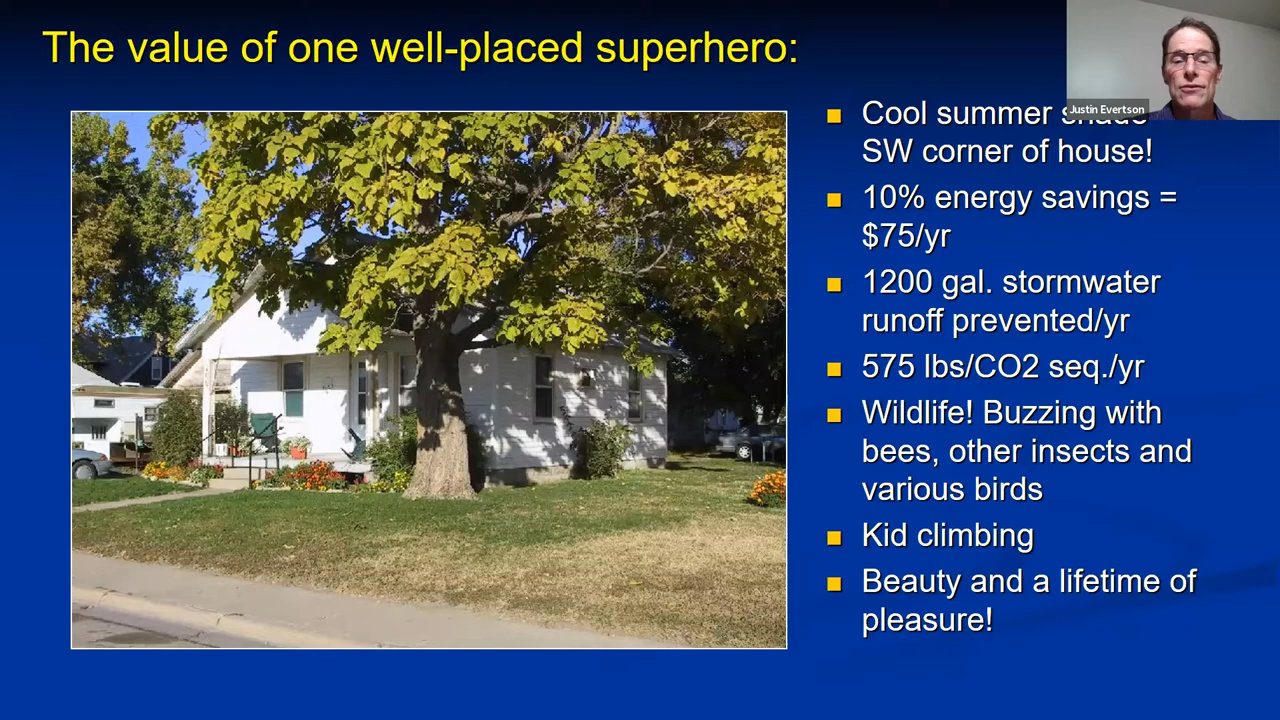 The value of one well-placed superhero:
Justin Evertson
Cool summer shade
SW corner of house!
10% energy savings =
$75/yr
1200 gal. stormwater
runoff prevented/yr
575 lbs/CO2 seq./yr
Wildlife! Buzzing with
bees, other insects and
various birds
Kid climbing
Beauty and a lifetime of
pleasure!